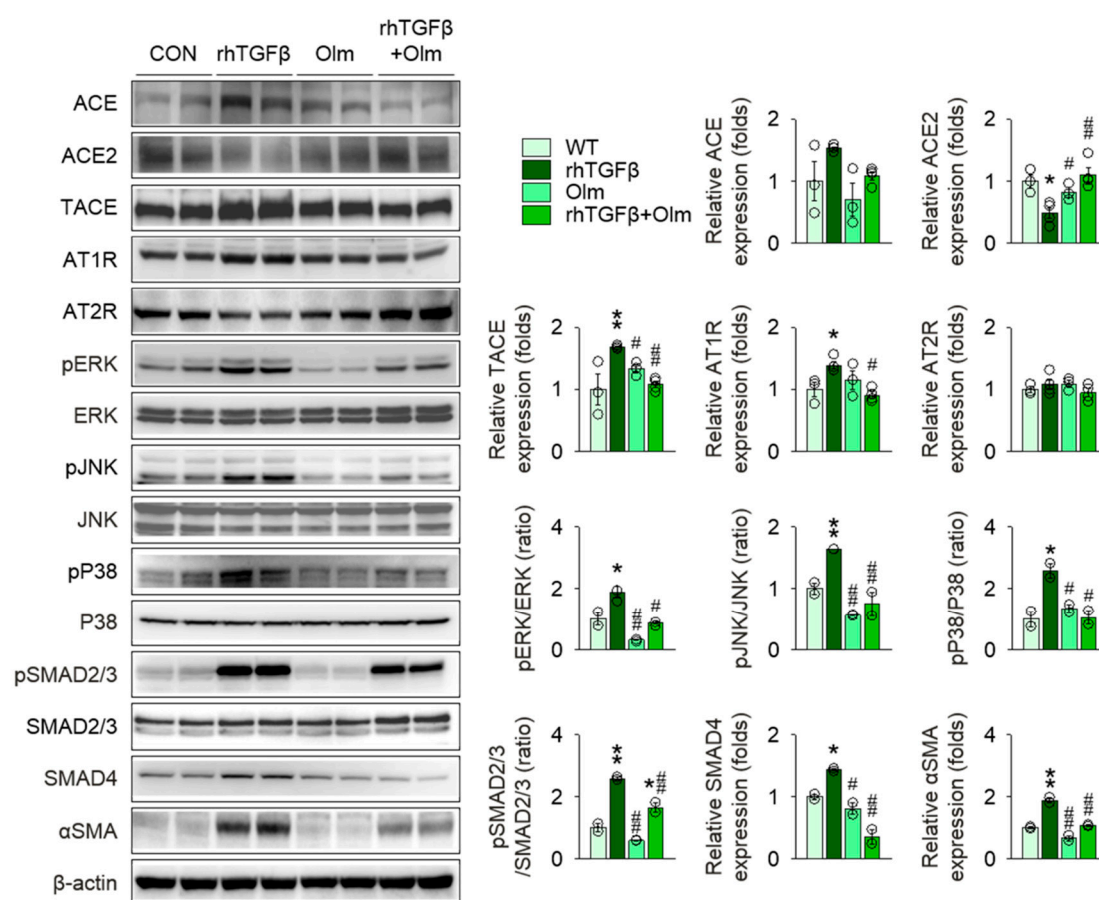 CON rhTGFβ Olm rhTGFβ
+Olm
ACE
ACE2
TACE
AT1R
AT2R
pERK
ERK
pJNK
JNK
pP38
P38
pSMAD2/3
SMAD2/3
SMAD4
αSMA
β-actin
WT
rhTGFβ
Olm
rhTGFβ+Olm
Relative ACE
expression (folds)
2
1
0
Relative ACE2
expression (folds)
2
1
0
*
#
##
Relative TACE
expression (folds)
2
1
0
**
#
##
Relative AT1R
expression (folds)
2
1
0
*
#
Relative AT2R
expression (folds)
2
1
0
pERK/ERK (ratio)
4
2
0
*
##
#
pJNK/JNK (ratio)
2
1
0
**
##
##
pP38/P38 (ratio)
4
2
0
*
#
#
pSMAD2/3
/SMAD2/3 (ratio)
4
2
0
**
##
*##
Relative SMAD4
expression (folds)
2
1
0
*
#
##
Relative αSMA
expression (folds)
4
2
0
**
##
##